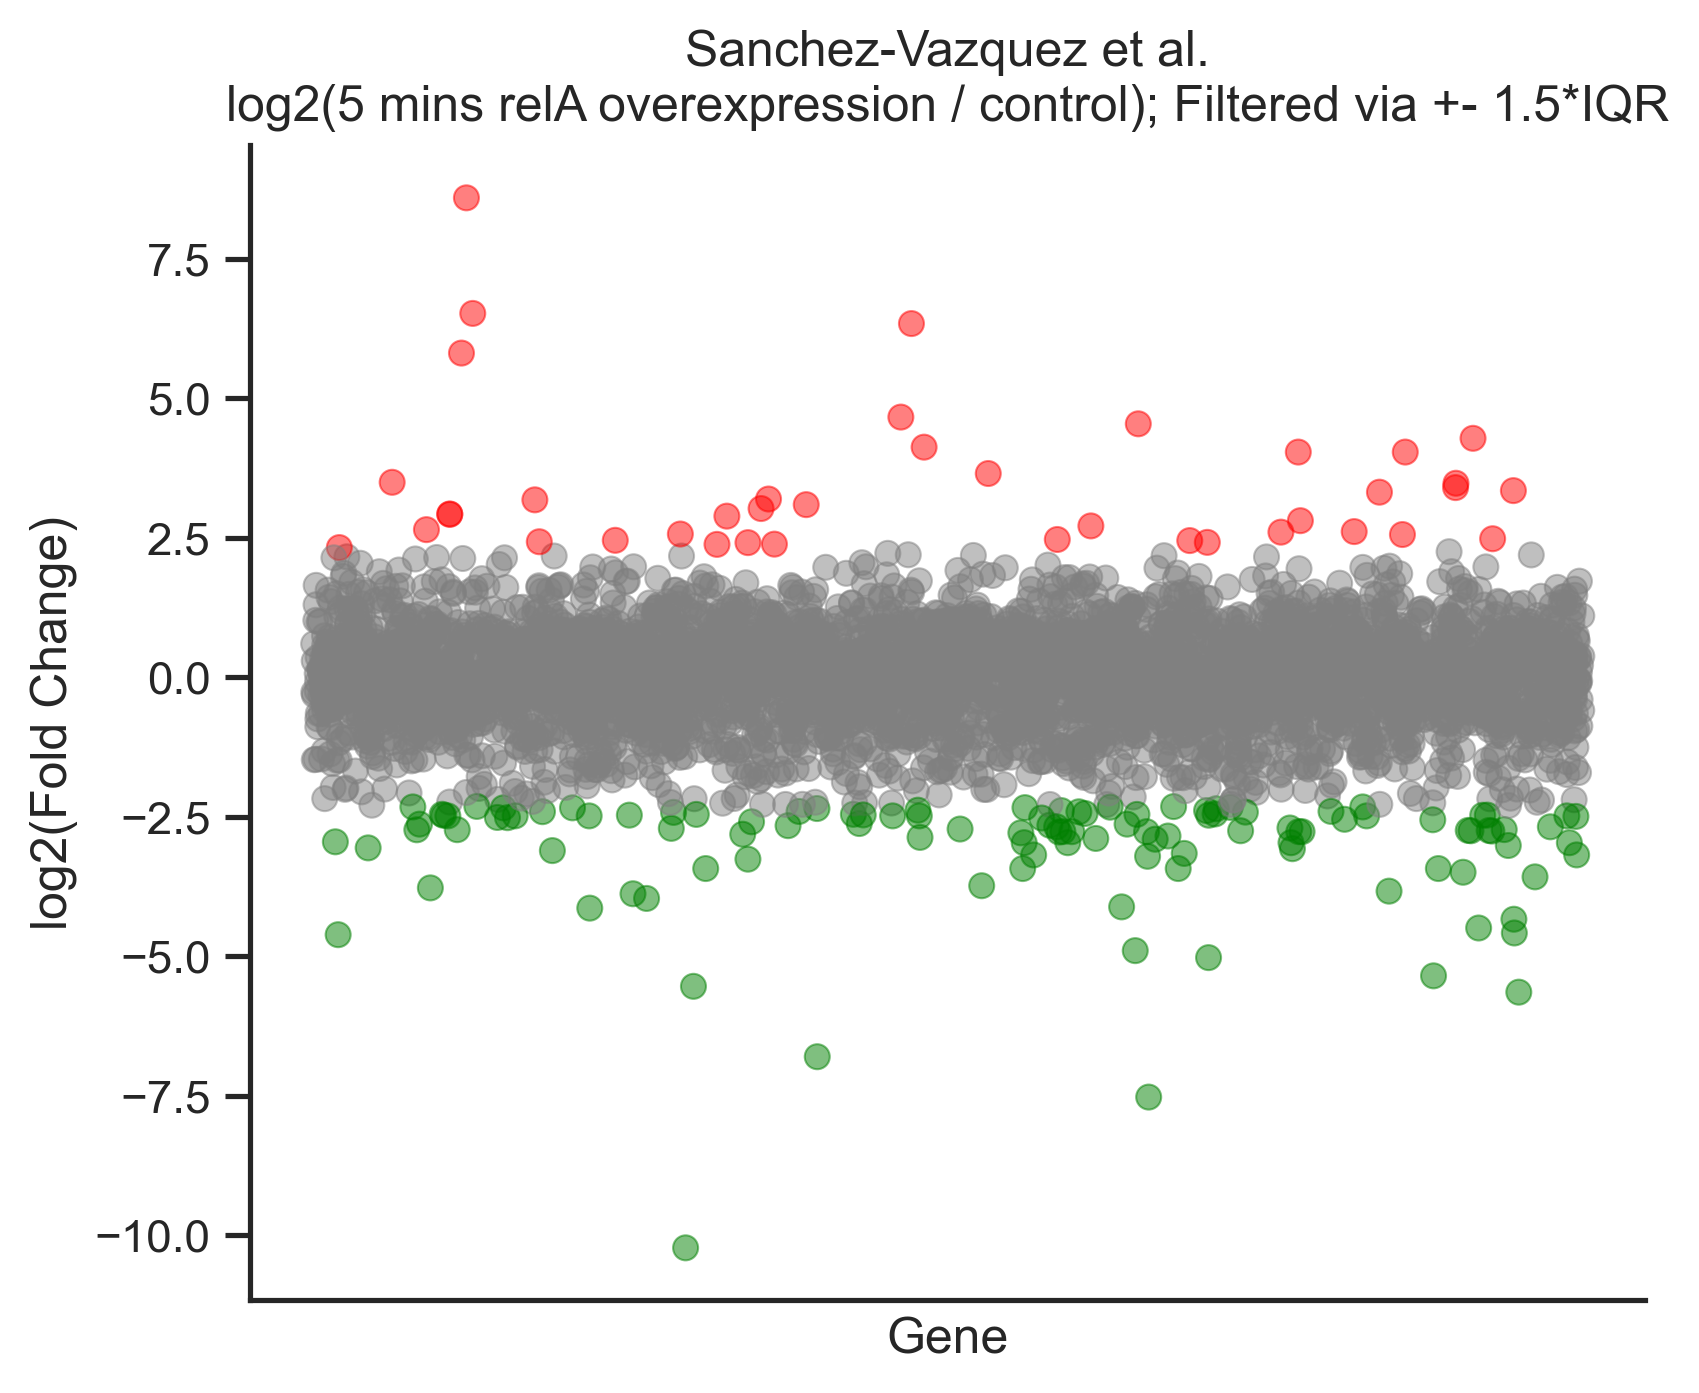 Sanchez-Vazquez et al.
log2(5 mins relA overexpression / control); Filtered via +- 1.5*IQR
log2(Fold Change)
7.5
5.0
2.5
0.0
−2.5
−5.0
−7.5
−10.0
Gene